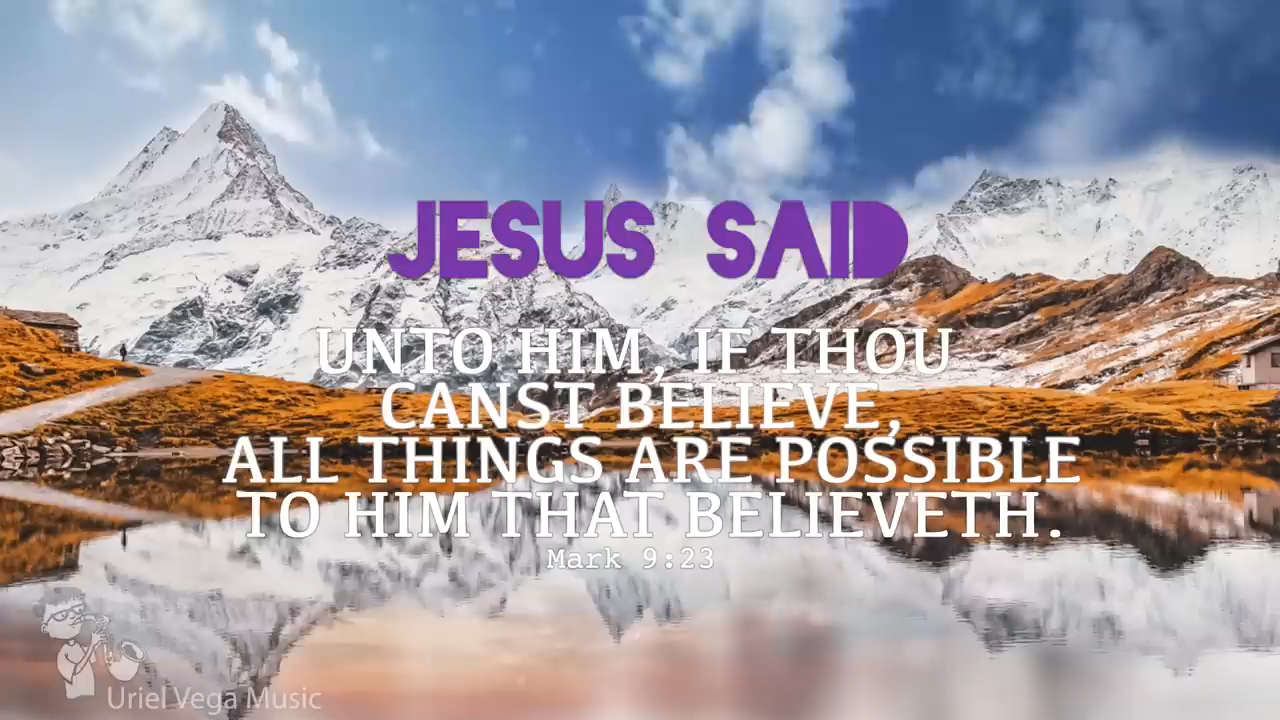 JESUS SAID
UNTO HIM, IF THOU
CANST BELIEVE,
ALL THINGS ARE POSSIBLE
TO HIM THAT BELIEVETH.
Mark 9:23
Uriel Vega Music